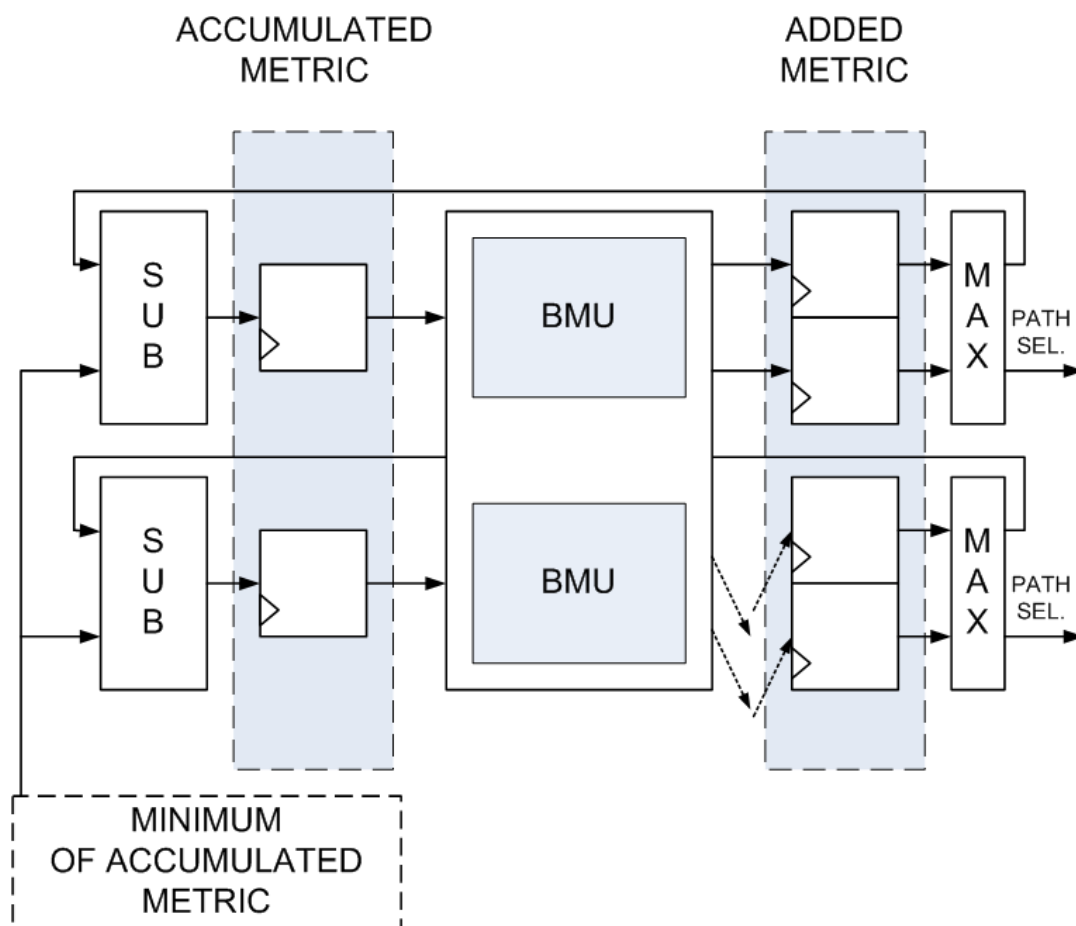 ACCUMULATED
METRIC
ADDED
METRIC
S
U
B
BMU
M
A
X
PATH
SEL.
S
U
B
BMU
M
A
X
PATH
SEL.
MINIMUM
OF ACCUMULATED
METRIC